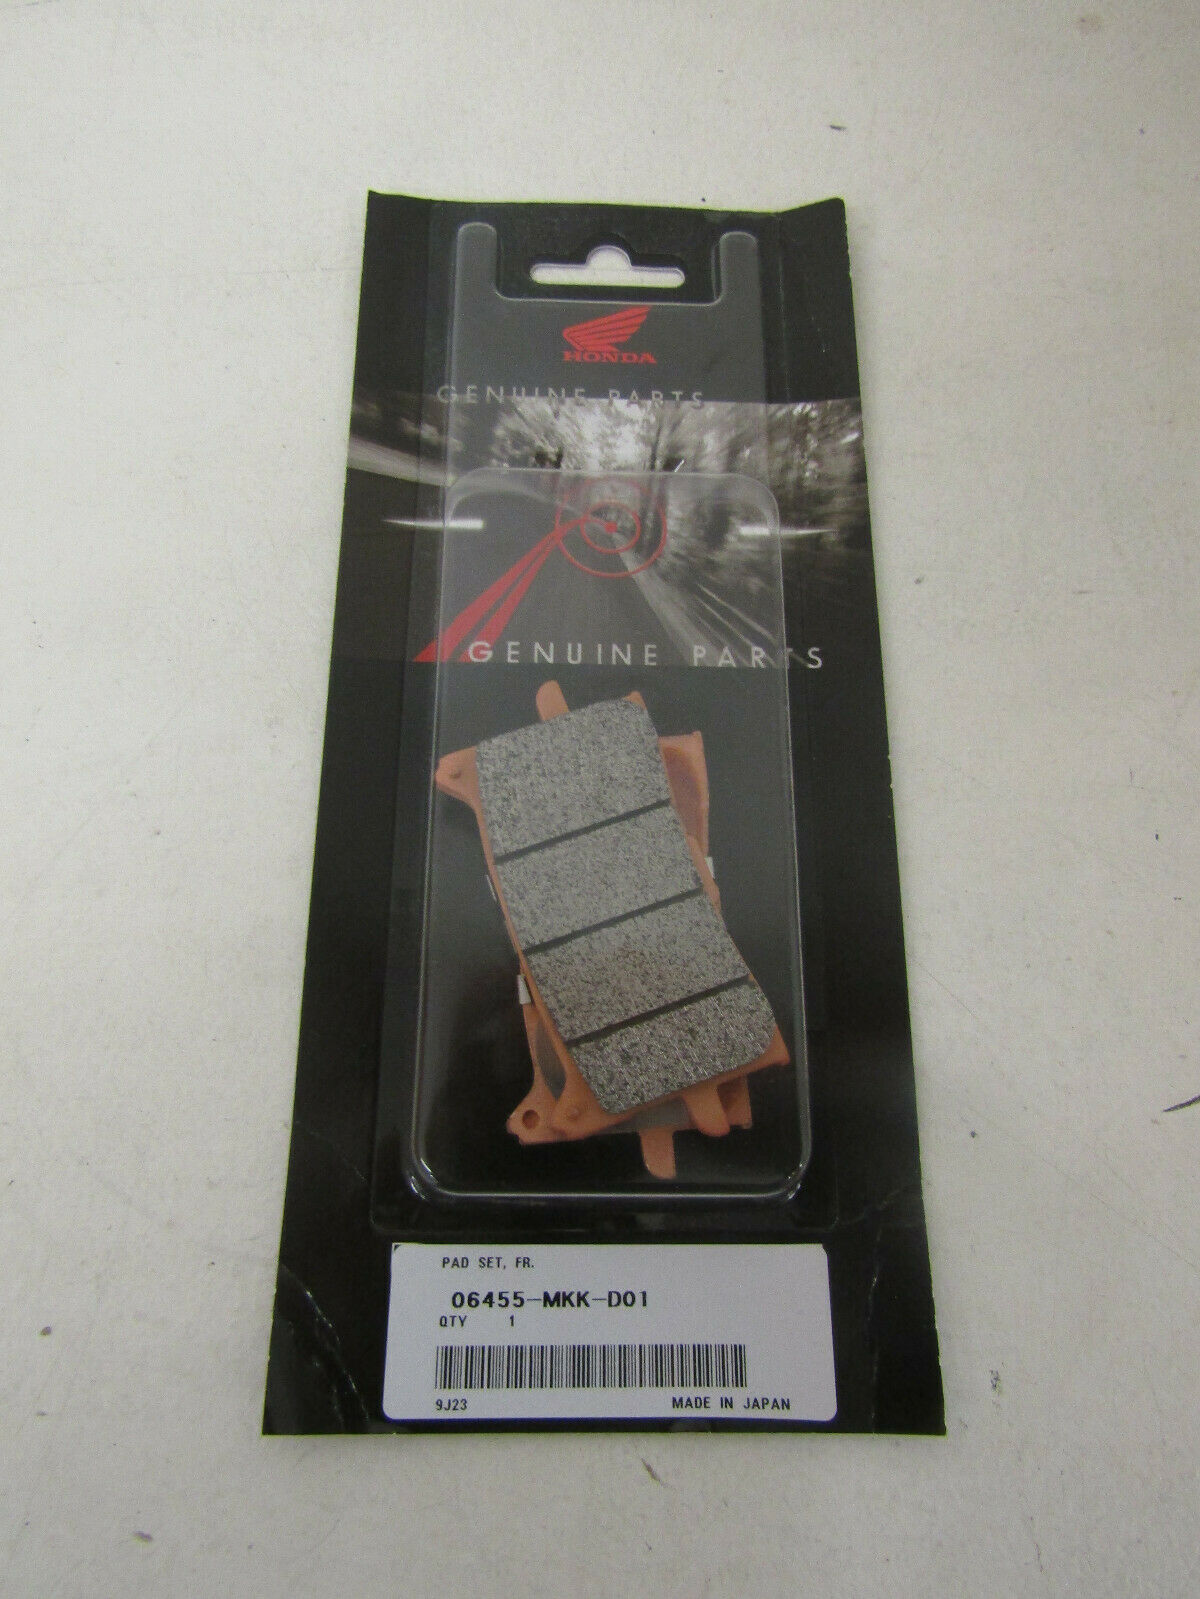 HONDA
GENUINE PARTS
GENUINE PARTS
PAD SET, FR.
06455-MKK-D01
QTY 1
9J23 MADE IN JAPAN